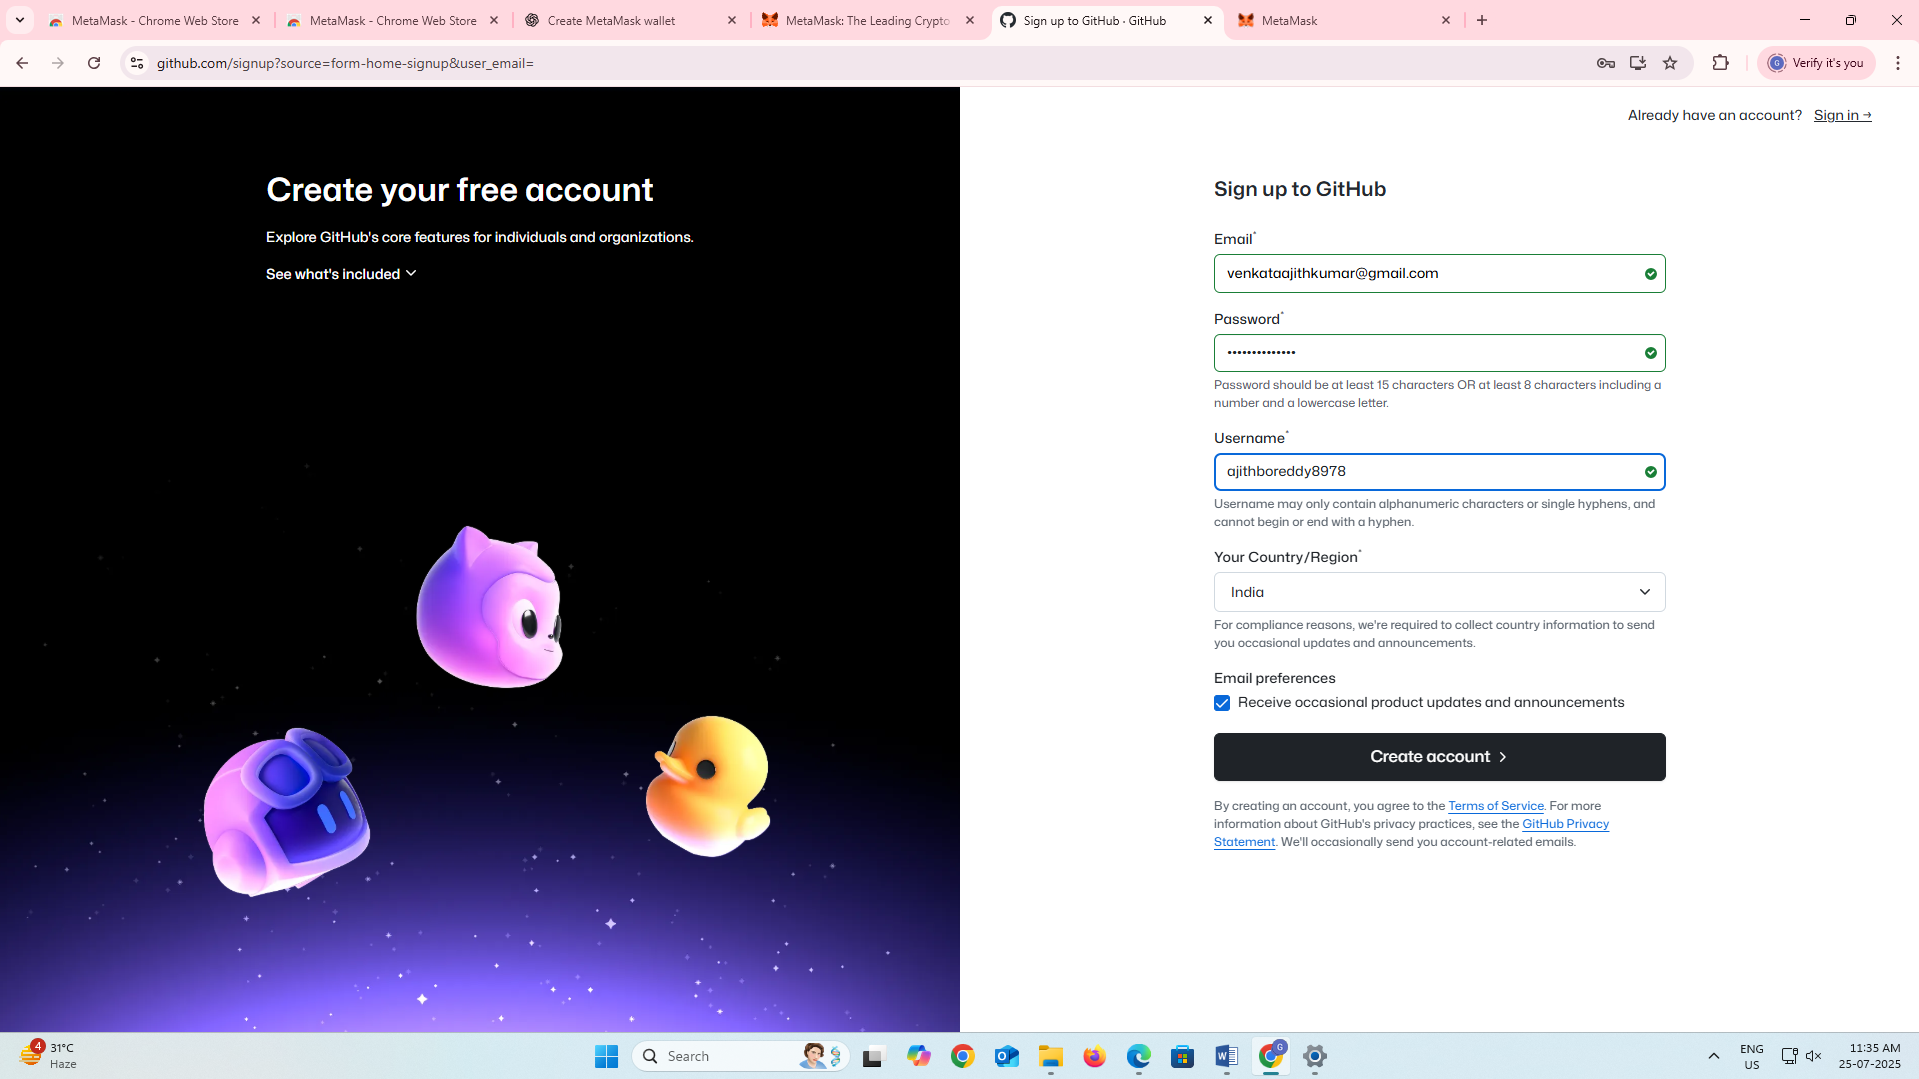 MetaMask - Chrome Web Store
MetaMask - Chrome Web Store
Create MetaMask wallet
MetaMask: The Leading Crypto
Sign up to GitHub · GitHub
MetaMask
github.com/signup?source=form-home-signup&user_email=
G
Verify it's you
Already have an account? Sign in →
Create your free account
Explore GitHub's core features for individuals and organizations.
See what's included
Sign up to GitHub
Email*
venkataajithkumar@gmail.com
Password*
••••••••••••••
Password should be at least 15 characters OR at least 8 characters including a
number and a lowercase letter.
Username*
ajithboreddy8978
Username may only contain alphanumeric characters or single hyphens, and
cannot begin or end with a hyphen.
Your Country/Region*
India
For compliance reasons, we're required to collect country information to send
you occasional updates and announcements.
Email preferences
Receive occasional product updates and announcements
Create account
By creating an account, you agree to the Terms of Service. For more
information about GitHub's privacy practices, see the GitHub Privacy
Statement. We'll occasionally send you account-related emails.
4
31°C
Haze
Search
G
ENG
US
11:35 AM
25-07-2025